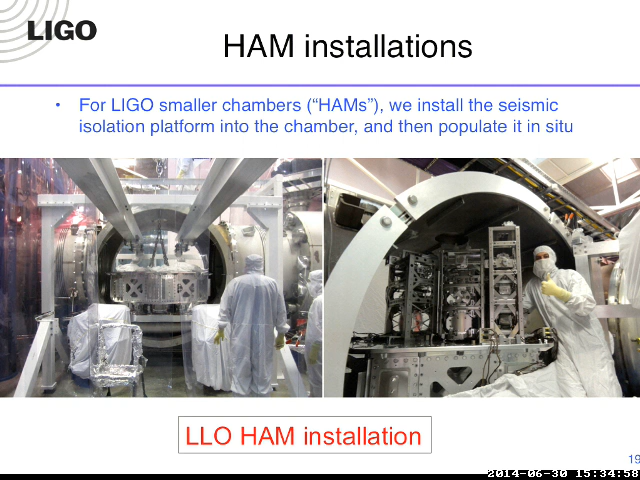 LIGO
HAM installations
• For LIGO smaller chambers (“HAMs”), we install the seismic
isolation platform into the chamber, and then populate it in situ
LLO HAM installation
19
2014-06-30 15:34:58